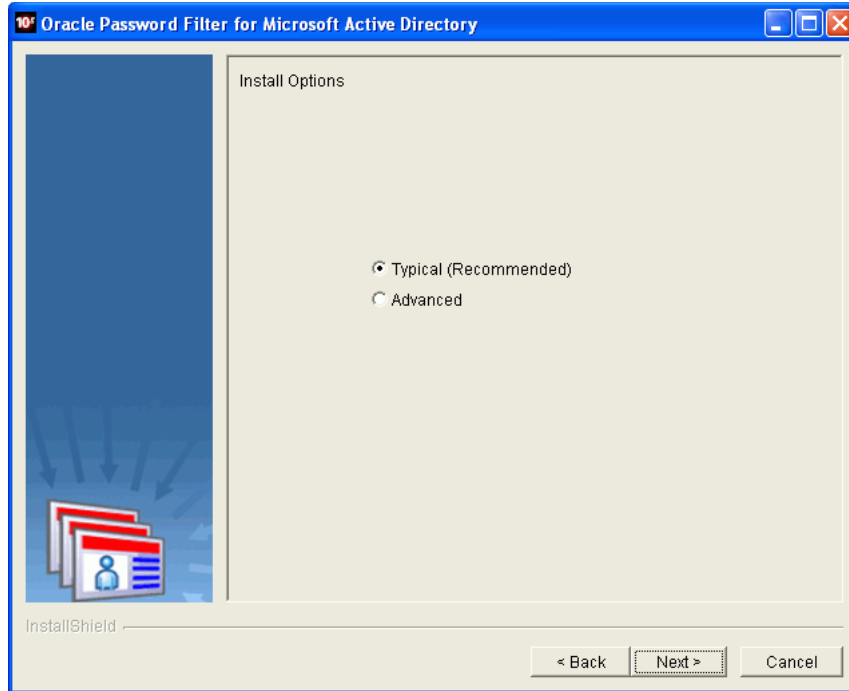 10g Oracle Password Filter for Microsoft Active Directory
Install Options
Typical (Recommended)
Advanced
InstallShield
< Back
Next >
Cancel